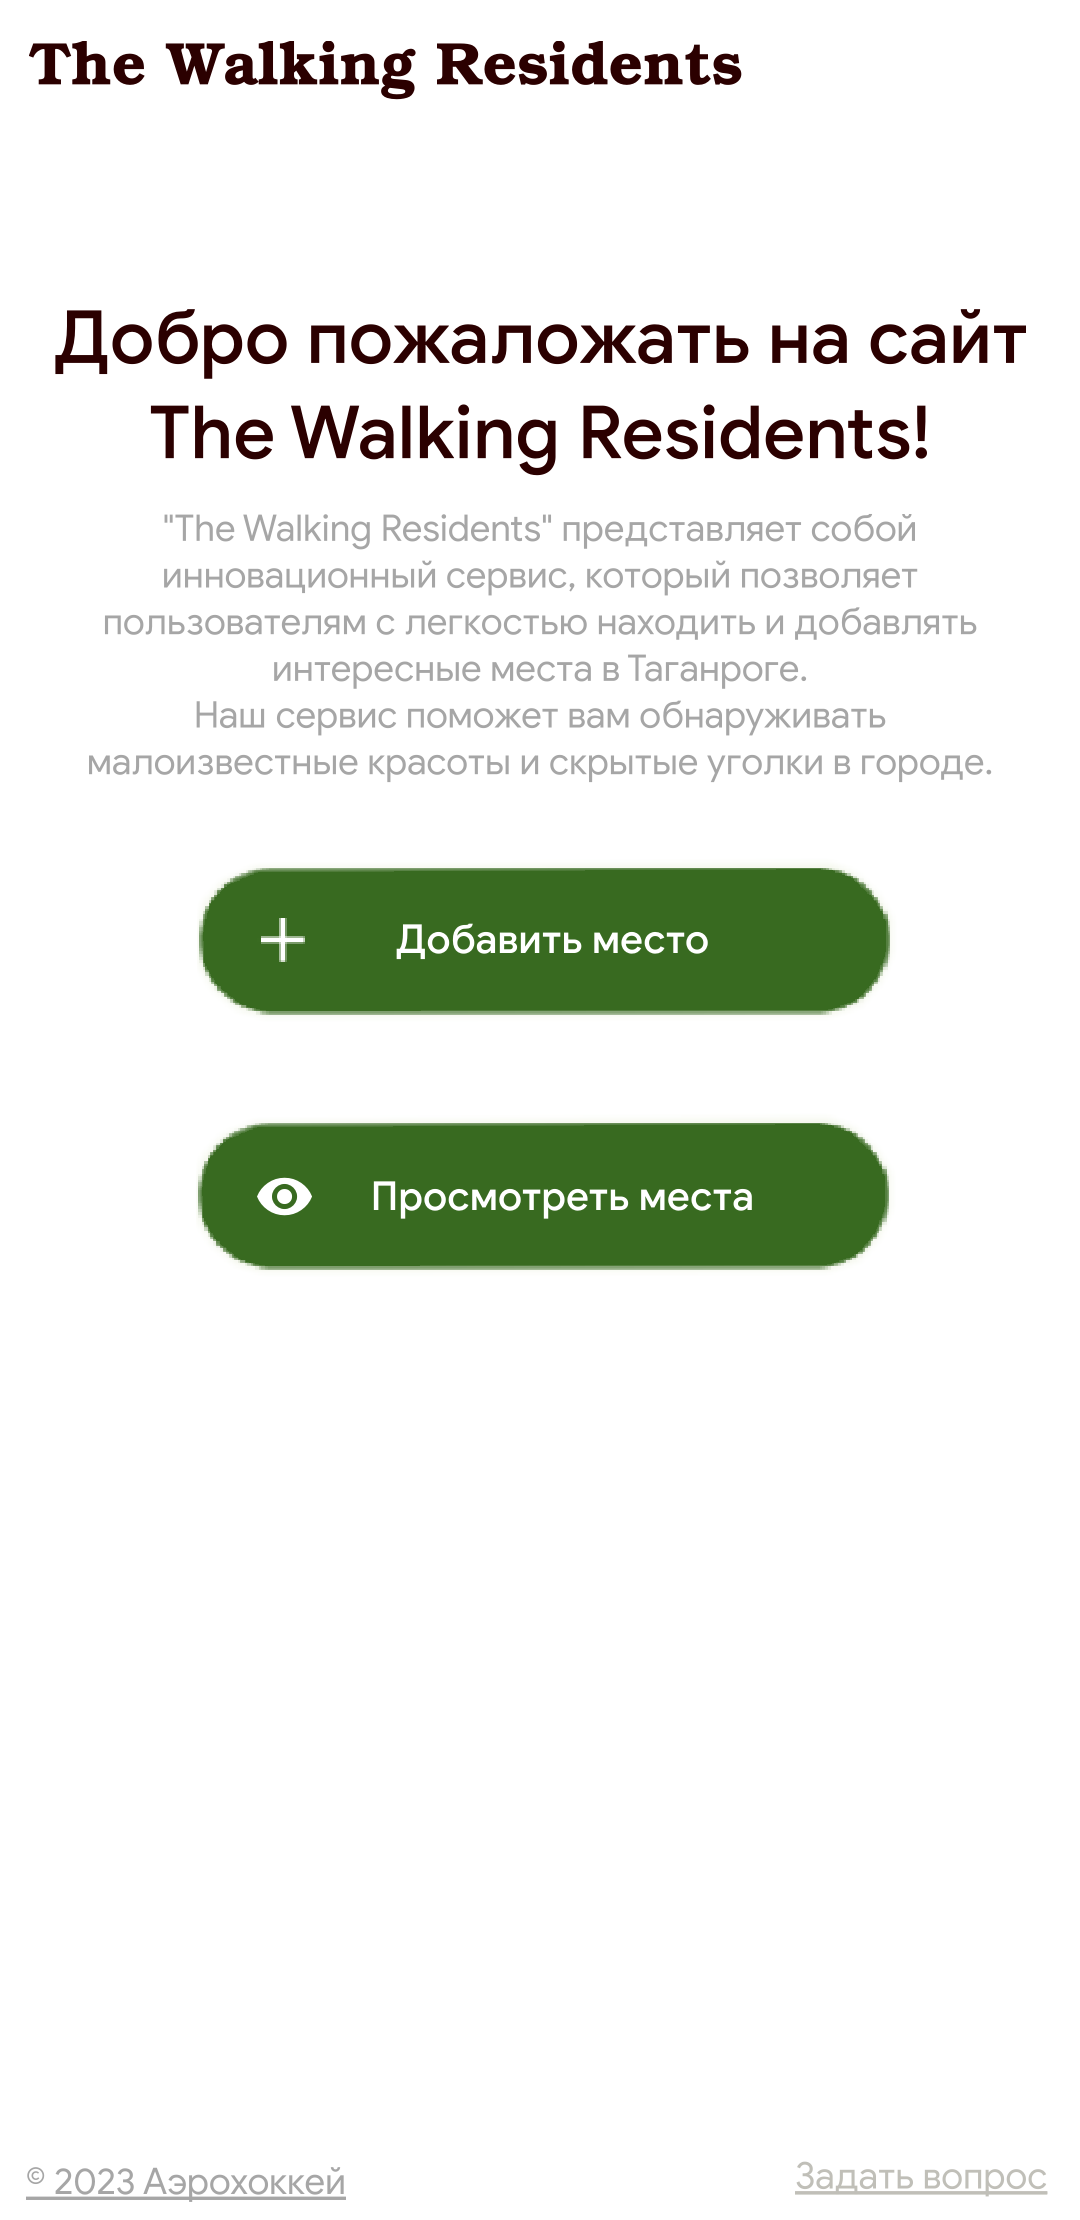 The Walking Residents
Добро пожаложать на сайт
The Walking Residents!
"The Walking Residents" представляет собой
инновационный сервис, который позволяет
пользователям с легкостью находить и добавлять
интересные места в Таганроге.
Наш сервис поможет вам обнаруживать
малоизвестные красоты и скрытые уголки в городе.
Добавить место
Просмотреть места
© 2023 Аэрохоккей
Задать вопрос